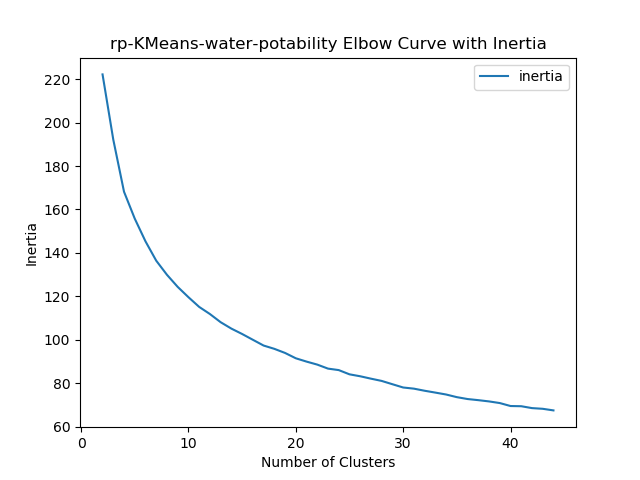 rp-KMeans-water-potability Elbow Curve with Inertia
inertia
220
200
180
160
140
120
100
80
60
Inertia
0 10 20 30 40
Number of Clusters